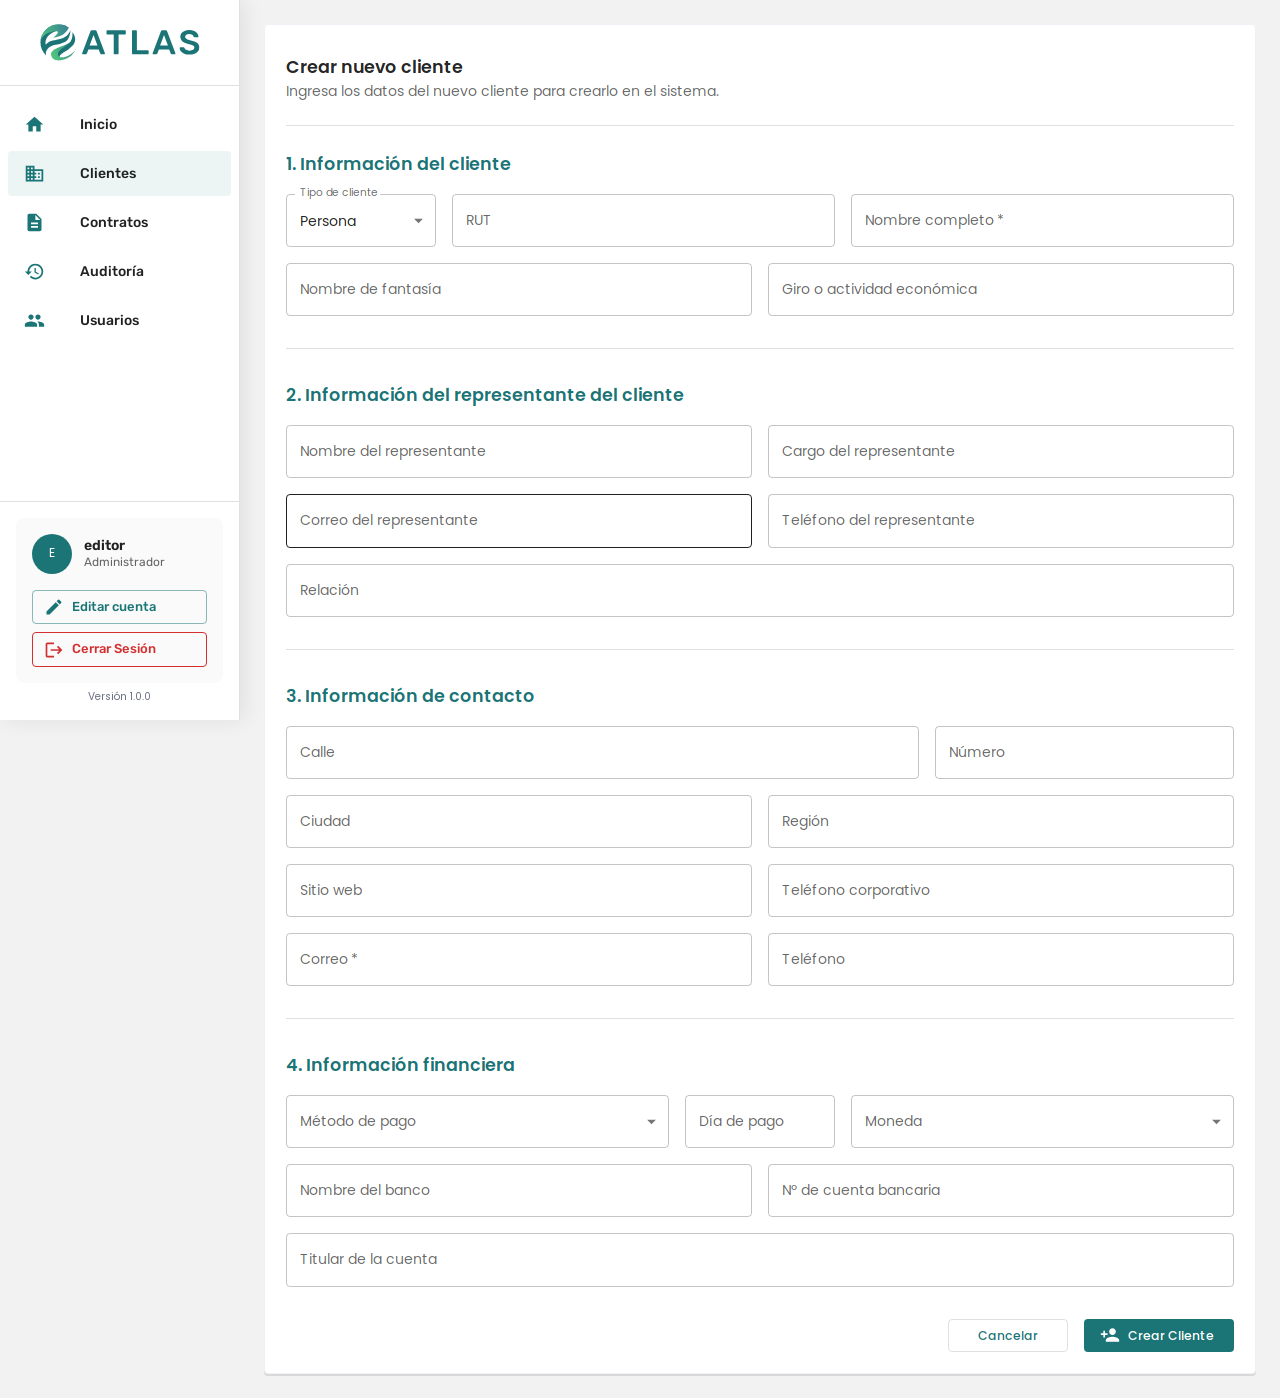 ATLAS
Inicio
Clientes
Contratos
Auditoría
Usuarios
E
editor
Administrador
Editar cuenta
Cerrar Sesión
Versión 1.0.0
Crear nuevo cliente
Ingresa los datos del nuevo cliente para crearlo en el sistema.
1. Información del cliente
Tipo de cliente
Persona
RUT
Nombre completo *
Nombre de fantasía
Giro o actividad económica
2. Información del representante del cliente
Nombre del representante
Cargo del representante
Correo del representante
Teléfono del representante
Relación
3. Información de contacto
Calle
Número
Ciudad
Región
Sitio web
Teléfono corporativo
Correo *
Teléfono
4. Información financiera
Método de pago
Día de pago
Moneda
Nombre del banco
Nº de cuenta bancaria
Titular de la cuenta
Cancelar
Crear Cliente